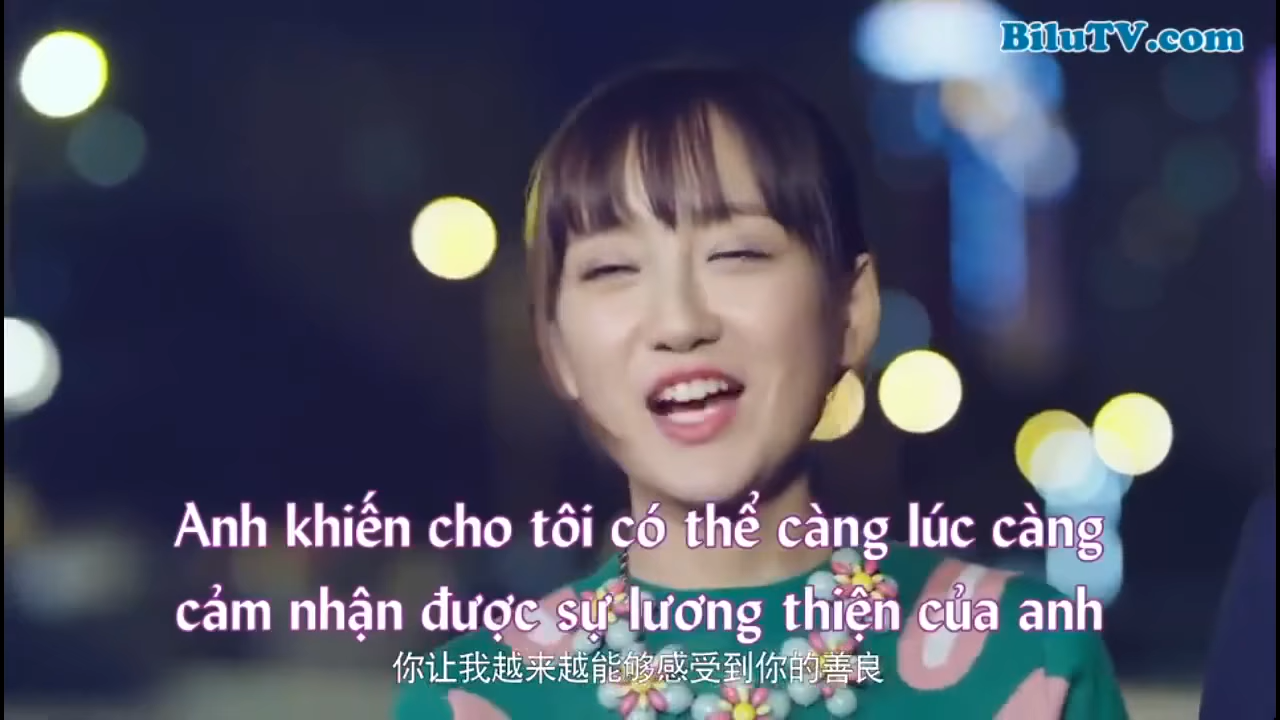 BiluTV.com
Anh khiến cho tôi có thể càng lúc càng
cảm nhận được sự lương thiện của anh
你让我越来越能够感受到你的善良